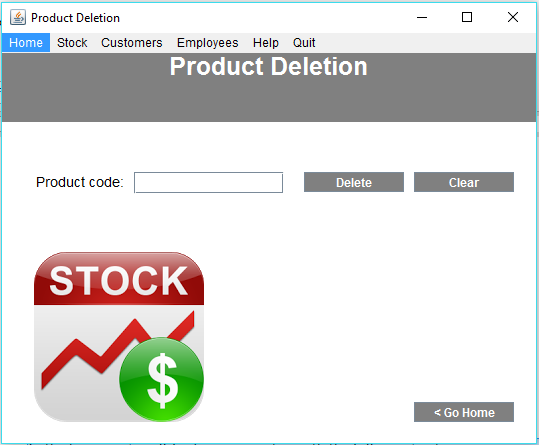 Product Deletion
Home Stock Customers Employees Help Quit
Product Deletion
Product code: Delete Clear
STOCK
$
< Go Home